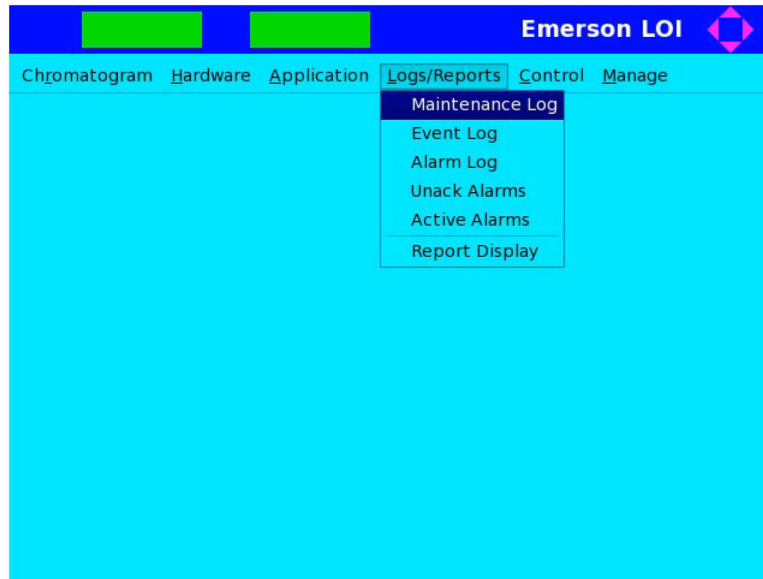 Emerson LOI
Chromatogram Hardware Application Logs/Reports Control Manage
Maintenance Log
Event Log
Alarm Log
Unack Alarms
Active Alarms
Report Display